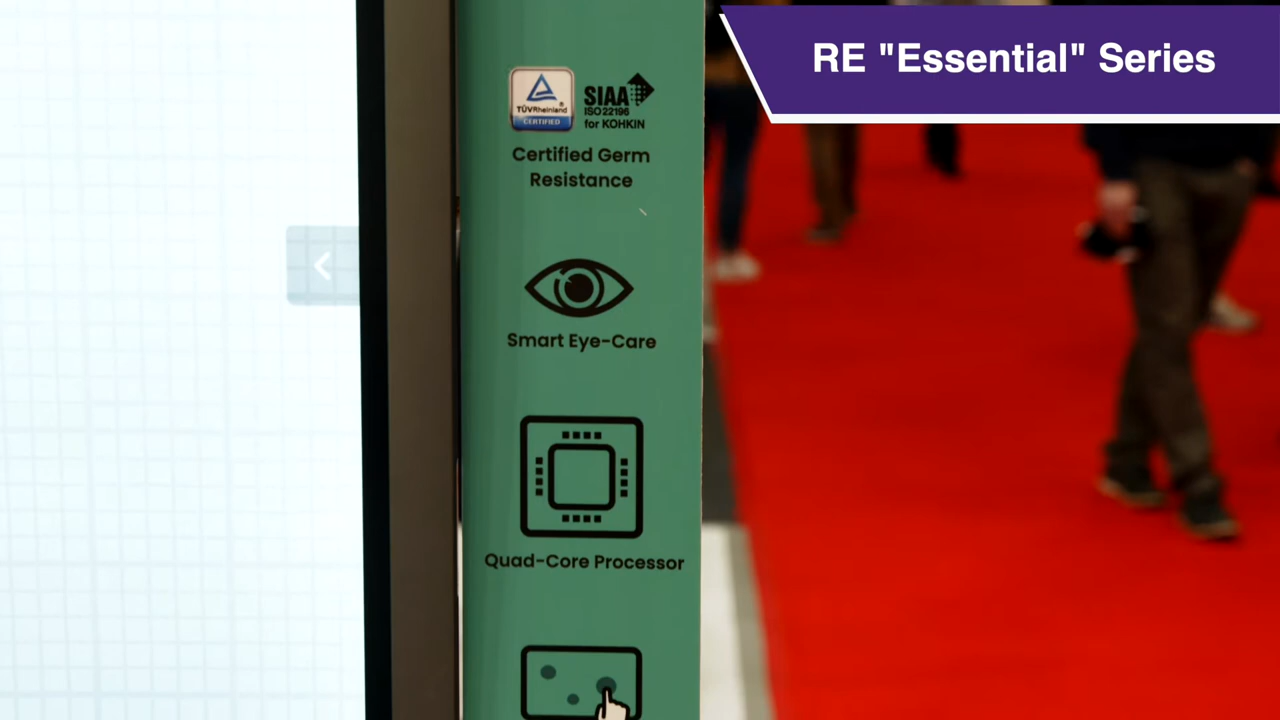 RE "Essential" Series
TÜVRheinland®
CERTIFIED
SIAA
ISO 22196
for KOHKIN
Certified Germ
Resistance
Smart Eye-Care
Quad-Core Processor